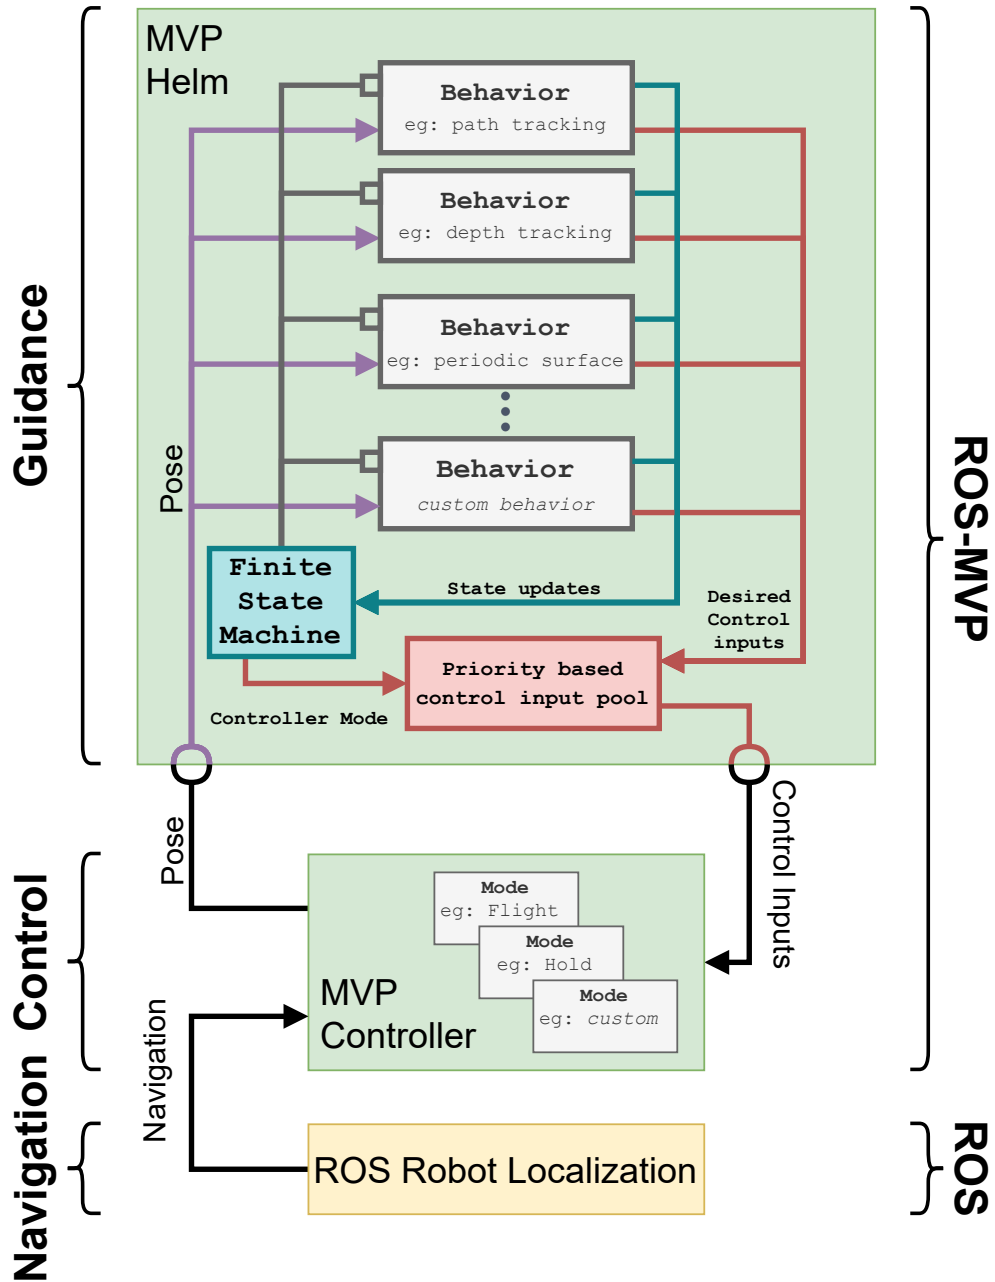 MVP
Helm
Behavior
eg: path tracking
Behavior
eg: depth tracking
Behavior
eg: periodic surface
Behavior
custom behavior
Pose
Finite
State
Machine
State updates
Desired
Control
inputs
Priority based
control input pool
Controller Mode
Guidance
ROS-MVP
Pose
Control Inputs
Mode
eg: Flight
Mode
eg: Hold
Mode
eg: custom
MVP
Controller
Control
Navigation
ROS Robot Localization
Navigation
ROS